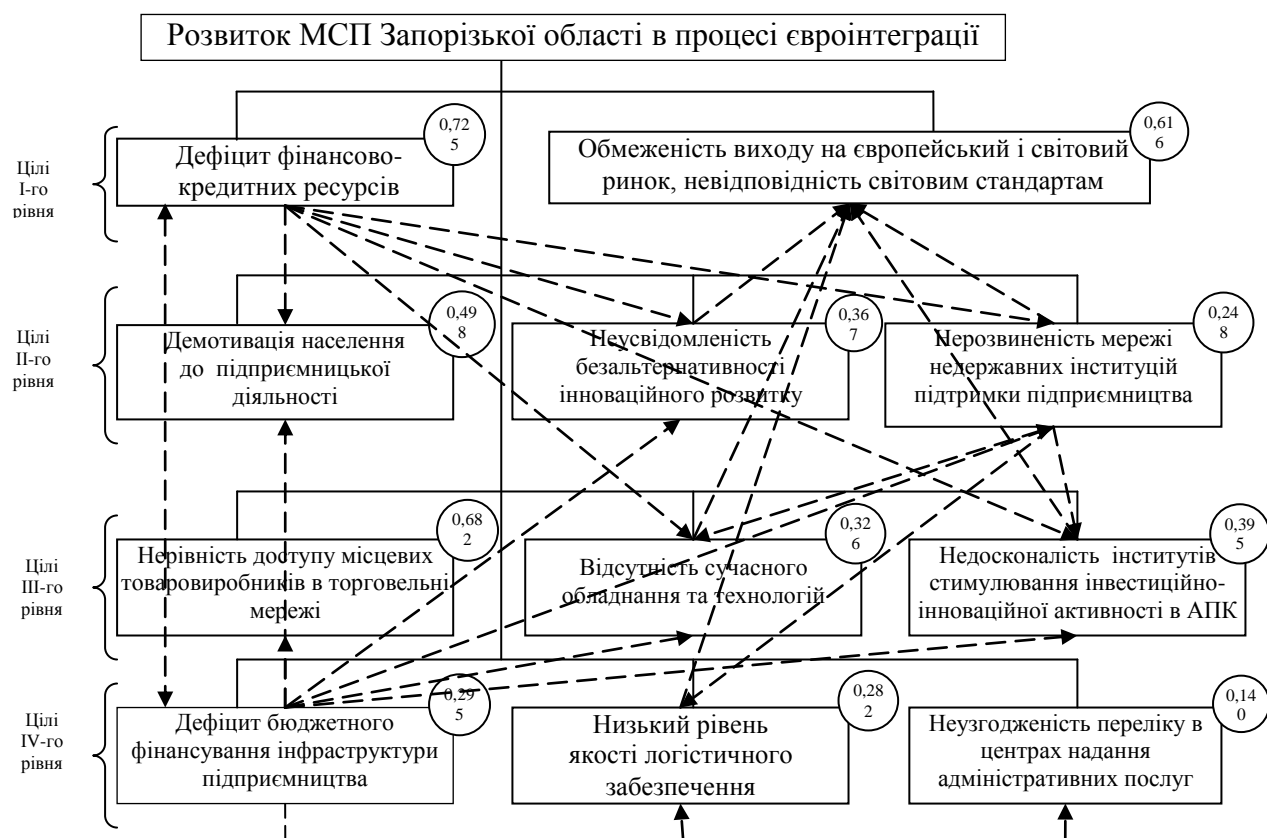 Розвиток МСП Запорізької області в процесі євроінтеграції
Цілі
І-го
рівня
Дефіцит фінансово-
кредитних ресурсів
0,72
5
Обмеженість виходу на європейський і світовий
ринок, невідповідність світовим стандартам
0,61
6
Цілі
ІІ-го
рівня
Демотивація населення
до підприємницької
діяльності
0,49
8
Неусвідомленість
безальтернативності
інноваційного розвитку
0,36
7
Нерозвиненість мережі
недержавних інституцій
підтримки підприємництва
0,24
8
Цілі
ІІІ-го
рівня
Нерівність доступу місцевих
товаровиробників в торговельні
мережі
0,68
2
Відсутність сучасного
обладнання та технологій
0,32
6
Недосконалість інститутів
стимулювання інвестиційно-
інноваційної активності в АПК
0,39
5
Цілі
IV-го
рівня
Дефіцит бюджетного
фінансування інфраструктури
підприємництва
0,29
5
Низький рівень
якості логістичного
забезпечення
0,28
2
Неузгодженість переліку в
центрах надання
адміністративних послуг
0,14
0